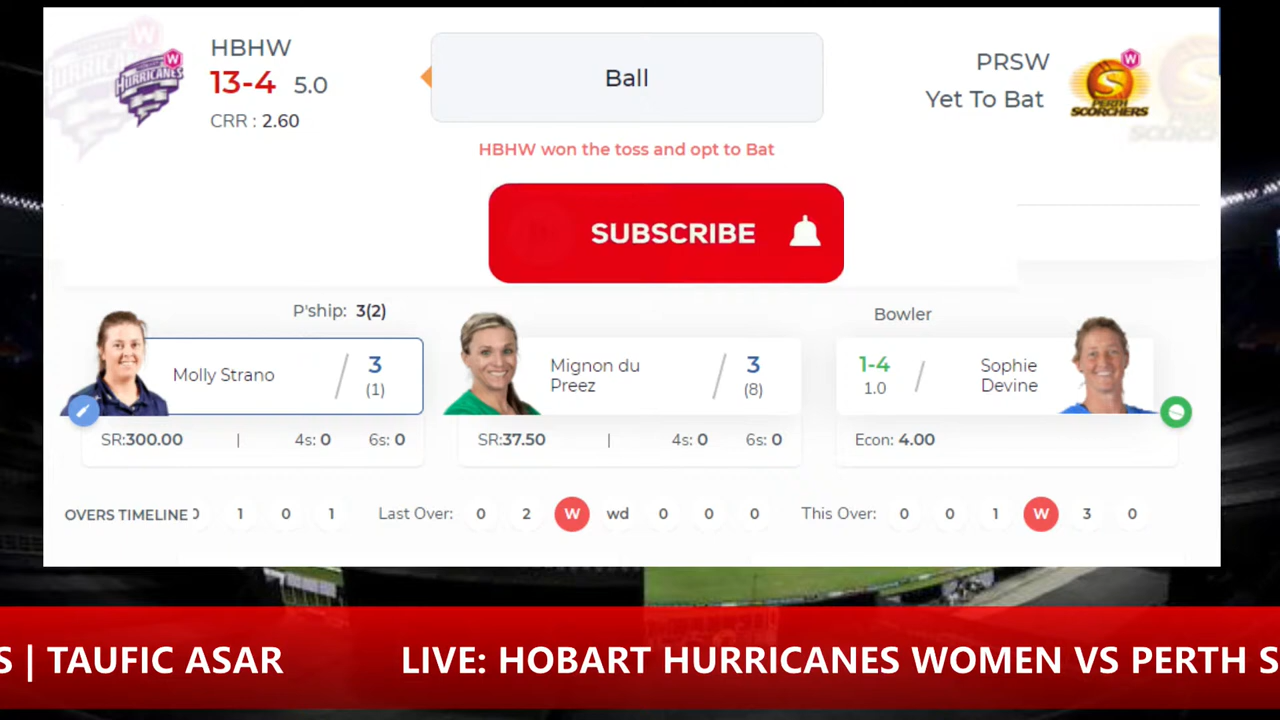 HBHW
13-4 5.0
CRR : 2.60
Ball
HBHW won the toss and opt to Bat
PRSW
Yet To Bat
HURRICANES
W
PERTH
SCORCHERS
W
SUBSCRIBE
P'ship: 3(2)
Bowler
Molly Strano / 3
(1)
Mignon du
Preez / 3
(8)
1-4
1.0 / Sophie
Devine
SR:300.00 | 4s: 0 6s: 0
SR:37.50 | 4s: 0 6s: 0
Econ: 4.00
OVERS TIMELINE 1 0 1 Last Over: 0 2 W wd 0 0 0 This Over: 0 0 1 W 3 0
S | TAUFIC ASAR LIVE: HOBART HURRICANES WOMEN VS PERTH S